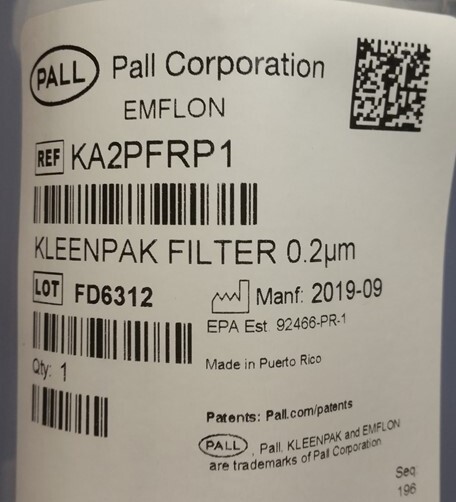 PALL Pall Corporation
EMFLON
REF KA2PFRP1
KLEENPAK FILTER 0.2µm
LOT FD6312 Manf: 2019-09
EPA Est. 92466-PR-1
Made in Puerto Rico
Qty: 1
Patents: Pall.com/patents
PALL, Pall, KLEENPAK and EMFLON
are trademarks of Pall Corporation
Seq:
196